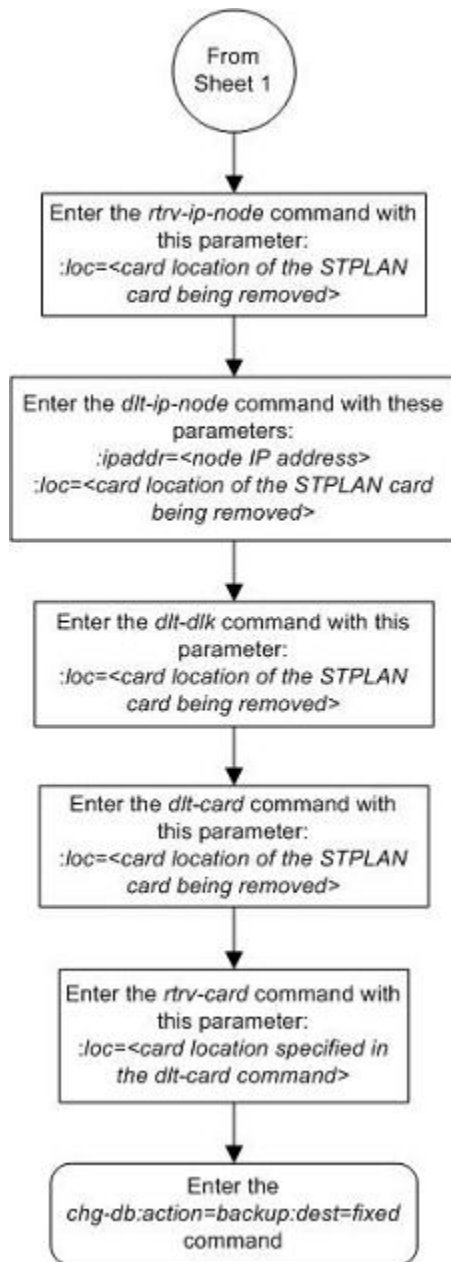 From
Sheet 1
Enter the rtrv-ip-node command with
this parameter:
:loc=<card location of the STPLAN
card being removed>
Enter the dlt-ip-node command with these
parameters:
:ipaddr=<node IP address>
:loc=<card location of the STPLAN card
being removed>
Enter the dlt-dlk command with this
parameter:
:loc=<card location of the STPLAN
card being removed>
Enter the dlt-card command with
this parameter:
:loc=<card location of the STPLAN
card being removed>
Enter the rtrv-card command with
this parameter:
:loc=<card location specified in
the dlt-card command>
Enter the
chg-db:action=backup:dest=fixed
command